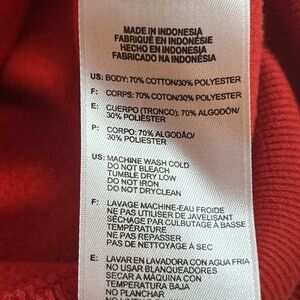 MADE IN INDONESIA
FABRIQUÉ EN INDONÉSIE
HECHO EN INDONESIA
FABRICADO NA INDONÉSIA
US: BODY: 70% COTTON/30% POLYESTER
F: CORPS: 70% COTON/30% POLYESTER
E: CUERPO (TRONCO): 70% ALGODÓN/
30% POLIÉSTER
P: CORPO: 70% ALGODÃO/
30% POLIÉSTER
US: MACHINE WASH COLD
DO NOT BLEACH
TUMBLE DRY LOW
DO NOT IRON
DO NOT DRYCLEAN
F: LAVAGE MACHINE-EAU FROIDE
NE PAS UTILISER DE JAVELISANT
SÉCHAGE PAR CULBUTAGE À BASSE
TEMPÉRATURE
NE PAS REPASSER
PAS DE NETTOYAGE À SEC
E: LAVAR EN LAVADORA CON AGUA FRIA
NO USAR BLANQUEADORES
SECAR A MAQUINA CON
TEMPERATURA BAJA
NO PLANCHAR